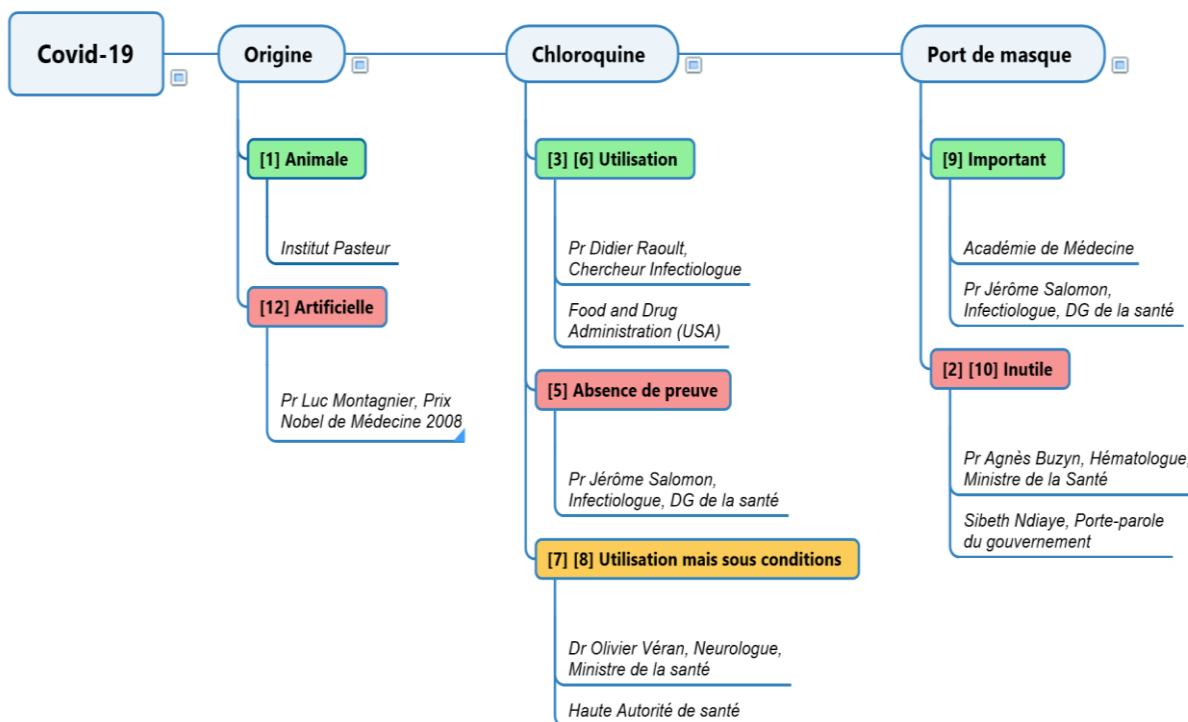 Covid-19
Origine
Chloroquine
Port de masque
[1] Animale
Institut Pasteur
[12] Artificielle
Pr Luc Montagnier, Prix
Nobel de Médecine 2008
[3] [6] Utilisation
Pr Didier Raoult,
Chercheur Infectiologue
Food and Drug
Administration (USA)
[5] Absence de preuve
Pr Jérôme Salomon,
Infectiologue, DG de la santé
[7] [8] Utilisation mais sous conditions
Dr Olivier Véran, Neurologue,
Ministre de la santé
Haute Autorité de santé
[9] Important
Académie de Médecine
Pr Jérôme Salomon,
Infectiologue, DG de la santé
[2] [10] Inutile
Pr Agnès Buzyn, Hématologue,
Ministre de la Santé
Sibeth Ndiaye, Porte-parole
du gouvernement